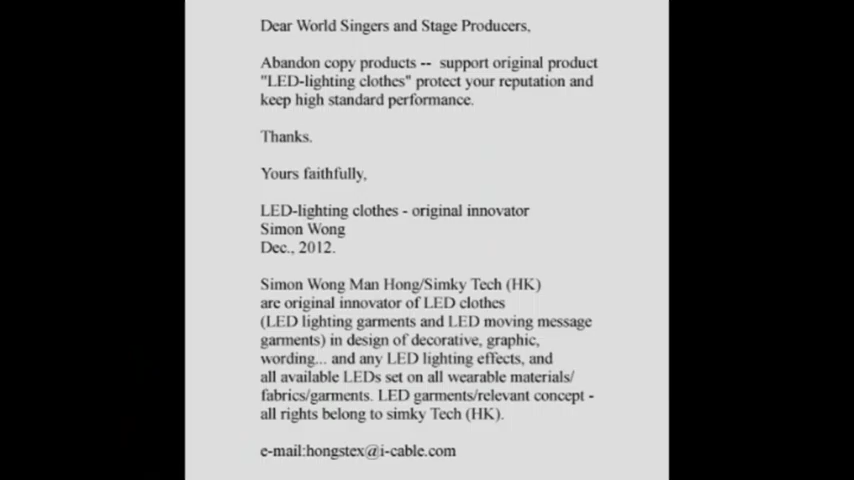 Dear World Singers and Stage Producers,
Abandon copy products --  support original product
"LED-lighting clothes" protect your reputation and
keep high standard performance.
Thanks.
Yours faithfully,
LED-lighting clothes - original innovator
Simon Wong
Dec., 2012.
Simon Wong Man Hong/Simky Tech (HK)
are original innovator of LED clothes
(LED lighting garments and LED moving message
garments) in design of decorative, graphic,
wording... and any LED lighting effects, and
all available LEDs set on all wearable materials/
fabrics/garments. LED garments/relevant concept -
all rights belong to simky Tech (HK).
e-mail:hongstex@i-cable.com